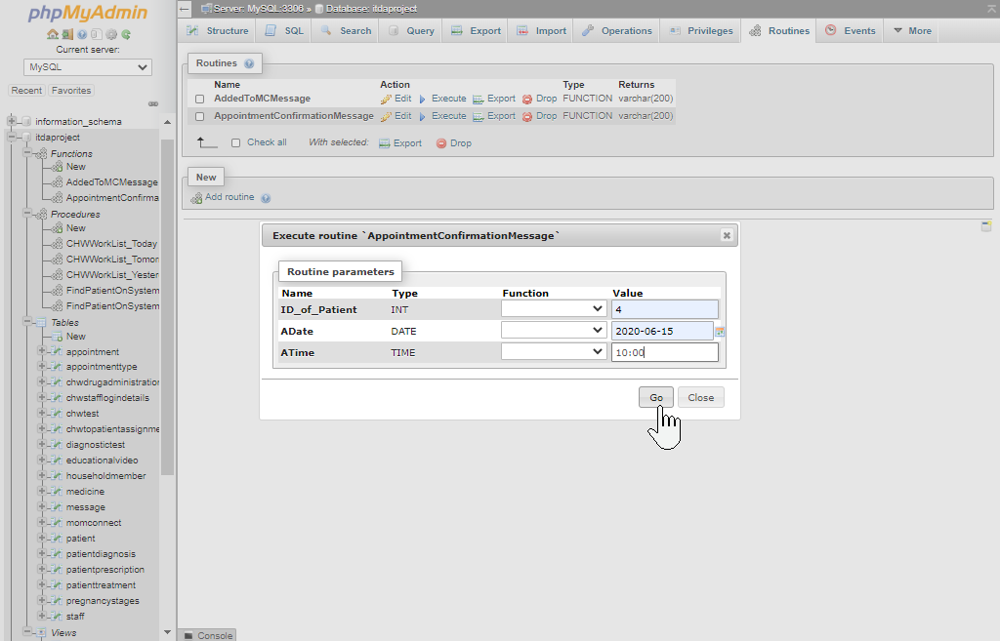 phpMyAdmin
Current server:
MySQL
Recent Favorites
information_schema
itdaproject
Functions
New
AddedToMCMessage
AppointmentConfirma
Procedures
New
CHWWorkList_Today
CHWWorkList_Tomor
CHWWorkList_Yester
FindPatientOnSystem
FindPatientOnSystem
Tables
New
appointment
appointmenttype
chwdrugadministration
chwstafflogindetails
chwtest
chwtopatientassignme
diagnostictest
educationalvideo
householdmember
medicine
message
momconnect
patient
patientdiagnosis
patientprescription
patienttreatment
pregnancystages
staff
Views
Server: MySQL:3306 » Database: itdaproject
Structure SQL Search Query Export Import Operations Privileges Routines Events More
Routines
Name Action Type Returns
AddedToMCMessage Edit Execute Export Drop FUNCTION varchar(200)
AppointmentConfirmationMessage Edit Execute Export Drop FUNCTION varchar(200)
Check all With selected: Export Drop
New
Add routine
Execute routine `AppointmentConfirmationMessage`
Routine parameters
Name Type Function Value
ID_of_Patient INT 4
ADate DATE 2020-06-15
ATime TIME 10:00
Go Close
Console